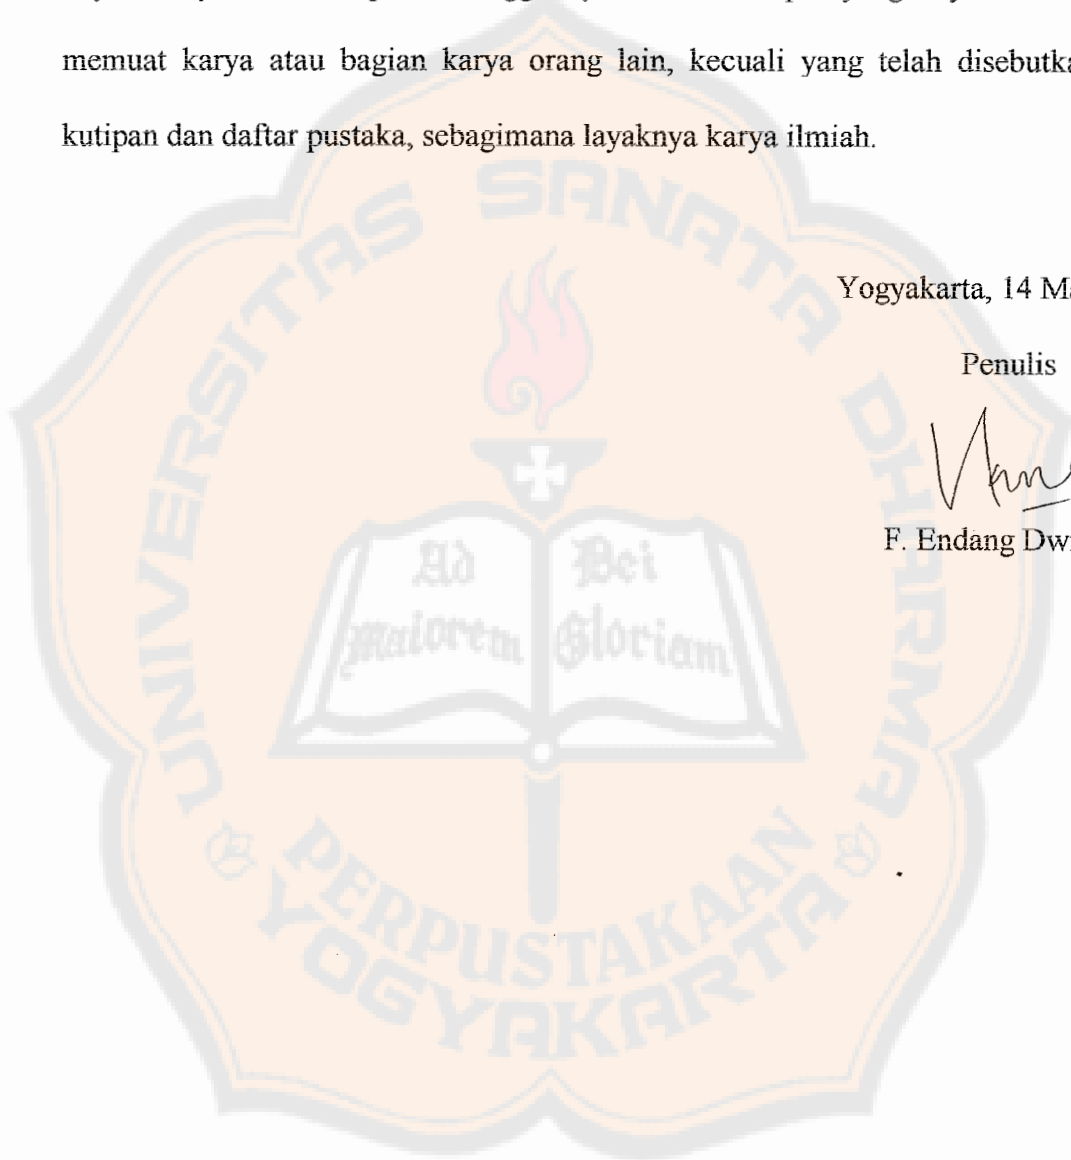 memuat karya atau bagian karya orang lain, kecuali yang telah disebutka
kutipan dan daftar pustaka, sebagimana layaknya karya ilmiah.
UNIVERSITAS SANATA DHARMA
Yogyakarta, 14 M
Penulis
F. Endang Dw
Ad Dei
Maiorem Gloriam
PERPUSTAKAAN
YOGYAKARTA